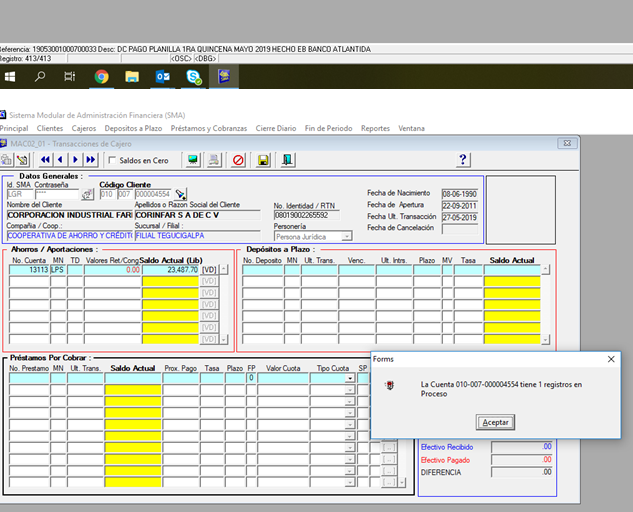 Referencia: 19053001000700033 Desc: DC PAGO PLANILLA 1RA QUINCENA MAYO 2019 HECHO EB BANCO ATLANTIDA
Registro: 413/413 <OSC> <DBG>
Sistema Modular de Administración Financiera (SMA)
Principal Clientes Cajeros Depositos a Plazo Préstamos y Cobranzas Cierre Diario Fin de Periodo Reportes Ventana
MAC02_01 - Transacciones de Cajero
Saldos en Cero ?
Datos Generales :
Id. SMA Contraseña Código Cliente
LGR **** 010 007 000004554
Nombre del Cliente Apellidos o Razon Social del Cliente No. Identidad / RTN
CORPORACION INDUSTRIAL FARI CORINFAR S A DE C V 08019002265592
Compañia / Coop.: Sucursal / Filial : Personería
COOPERATIVA DE AHORRO Y CRÉDITO FILIAL TEGUCIGALPA Persona Jurídica
Fecha de Nacimiento 08-06-1990
Fecha de Apertura 22-09-2011
Fecha Ult. Transacción 27-05-2019
Fecha de Cancelación
Ahorros / Aportaciones :
No. Cuenta MN TD Valores Ret/Cong Saldo Actual (Lib)
13113 LPS 0.00 23,487.70 [VD]
[VD]
[VD]
[VD]
[VD]
[VD]
[VD]
Depósitos a Plazo :
No. Deposito MN Ult. Trans. Venc. Ult. Intrs. Plazo MV Tasa Saldo Actual
Préstamos Por Cobrar :
No. Prestamo MN Ult. Trans. Saldo Actual Prox. Pago Tasa Plazo FP Valor Cuota Tipo Cuota SP
0
[ .. ]
[ .. ]
[ .. ]
Forms
La Cuenta 010-007-000004554 tiene 1 registros en
Proceso
Aceptar
Efectivo Recibido .00
Efectivo Pagado .00
DIFERENCIA .00